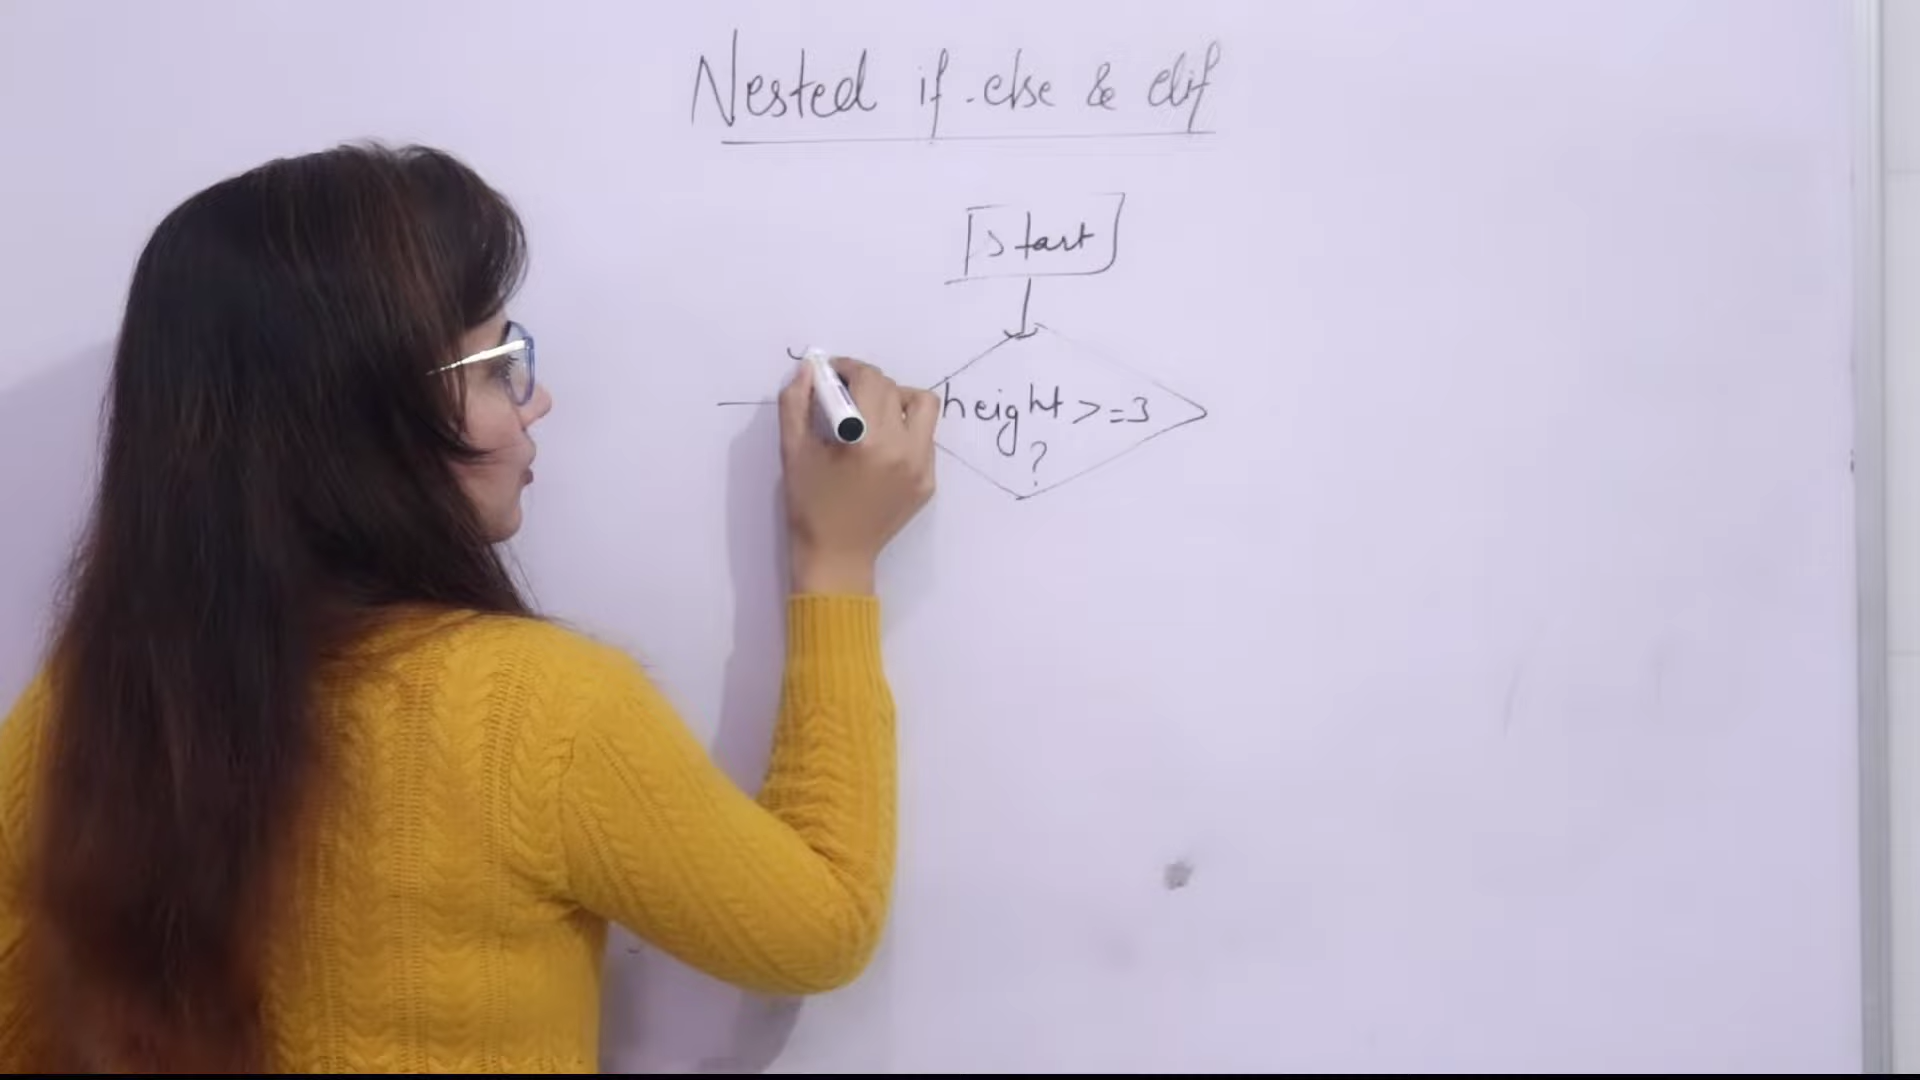 Nested if-else & elif
Start
height >=3
?